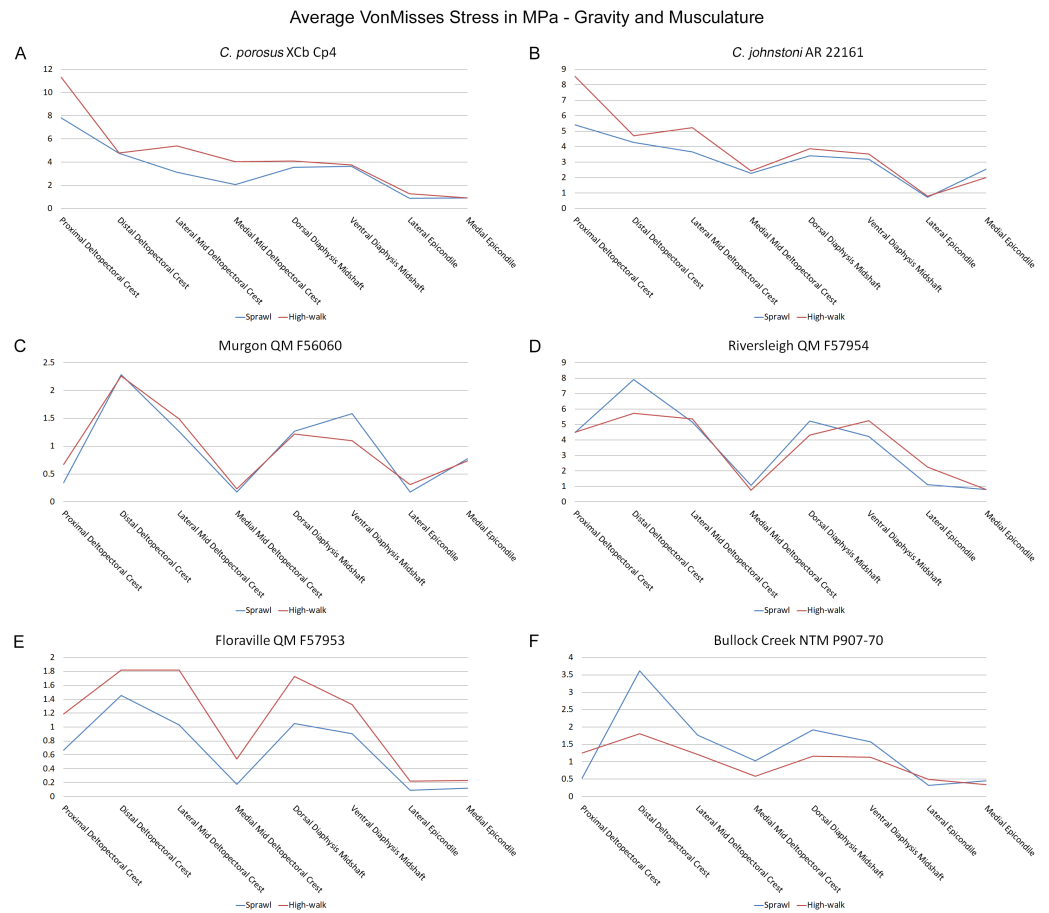 Average VonMisses Stress in MPa - Gravity and Musculature
A
C. porosus XCb Cp4
12
10
8
6
4
2
0
Proximal Deltopectoral Crest
Distal Deltopectoral Crest
Lateral Mid Deltopectoral Crest
Medial Mid Deltopectoral Crest
Dorsal Diaphysis Midshaft
Ventral Diaphysis Midshaft
Lateral Epicondile
Medial Epicondile
Sprawl
High-walk
B
C. johnstoni AR 22161
9
8
7
6
5
4
3
2
1
0
Proximal Deltopectoral Crest
Distal Deltopectoral Crest
Lateral Mid Deltopectoral Crest
Medial Mid Deltopectoral Crest
Dorsal Diaphysis Midshaft
Ventral Diaphysis Midshaft
Lateral Epicondile
Medial Epicondile
Sprawl
High-walk
C
Murgon QM F56060
2.5
2
1.5
1
0.5
0
Proximal Deltopectoral Crest
Distal Deltopectoral Crest
Lateral Mid Deltopectoral Crest
Medial Mid Deltopectoral Crest
Dorsal Diaphysis Midshaft
Ventral Diaphysis Midshaft
Lateral Epicondile
Medial Epicondile
Sprawl
High-walk
D
Riversleigh QM F57954
9
8
7
6
5
4
3
2
1
0
Proximal Deltopectoral Crest
Distal Deltopectoral Crest
Lateral Mid Deltopectoral Crest
Medial Mid Deltopectoral Crest
Dorsal Diaphysis Midshaft
Ventral Diaphysis Midshaft
Lateral Epicondile
Medial Epicondile
Sprawl
High-walk
E
Floraville QM F57953
2
1.8
1.6
1.4
1.2
1
0.8
0.6
0.4
0.2
0
Proximal Deltopectoral Crest
Distal Deltopectoral Crest
Lateral Mid Deltopectoral Crest
Medial Mid Deltopectoral Crest
Dorsal Diaphysis Midshaft
Ventral Diaphysis Midshaft
Lateral Epicondile
Medial Epicondile
Sprawl
High-walk
F
Bullock Creek NTM P907-70
4
3.5
3
2.5
2
1.5
1
0.5
0
Proximal Deltopectoral Crest
Distal Deltopectoral Crest
Lateral Mid Deltopectoral Crest
Medial Mid Deltopectoral Crest
Dorsal Diaphysis Midshaft
Ventral Diaphysis Midshaft
Lateral Epicondile
Medial Epicondile
Sprawl
High-walk